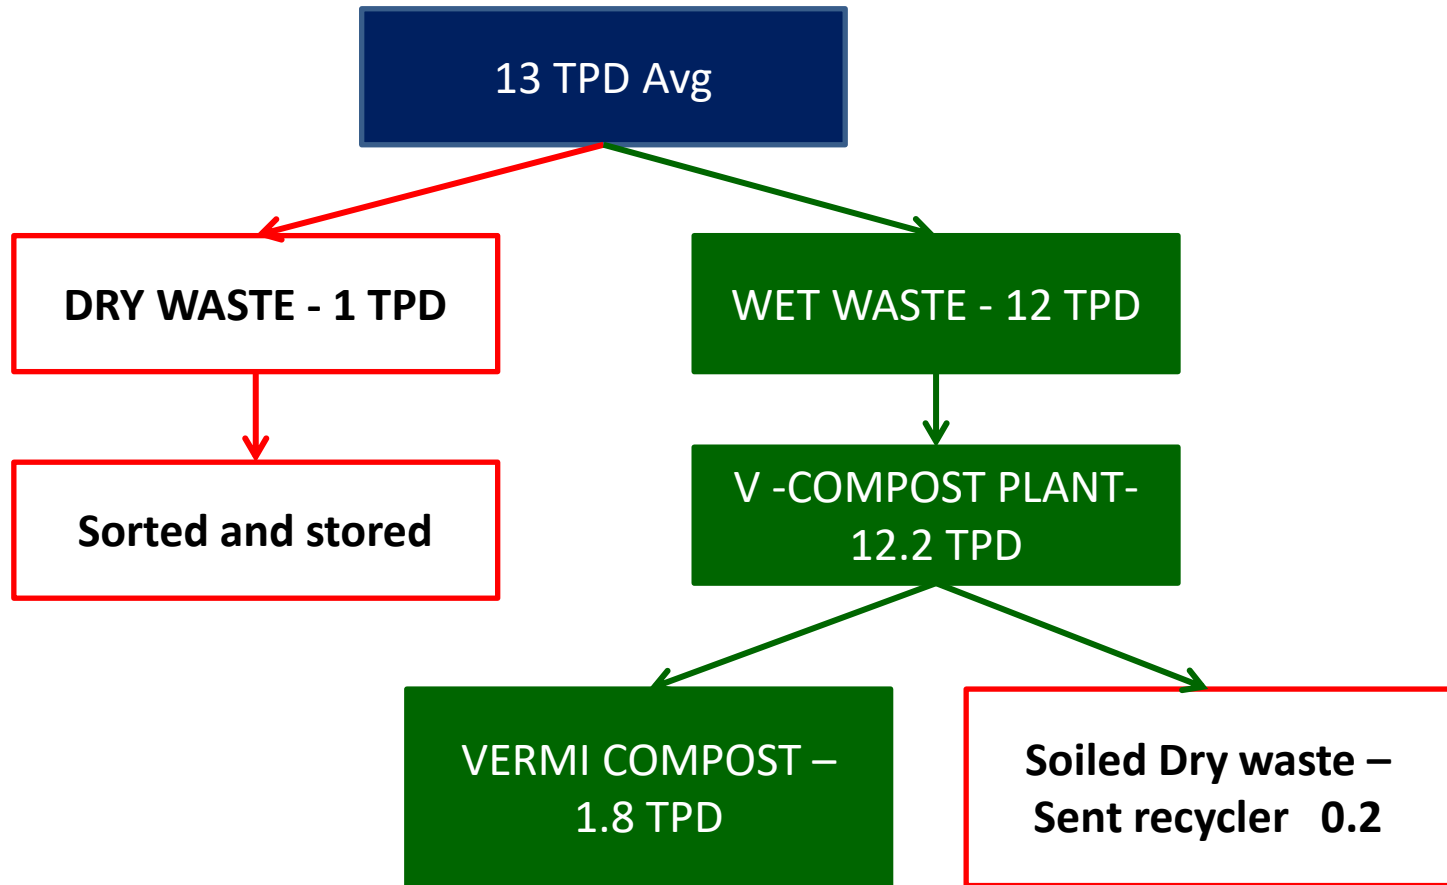 13 TPD Avg
DRY WASTE - 1 TPD
WET WASTE - 12 TPD
Sorted and stored
V -COMPOST PLANT-
12.2 TPD
VERMI COMPOST –
1.8 TPD
Soiled Dry waste –
Sent recycler 0.2